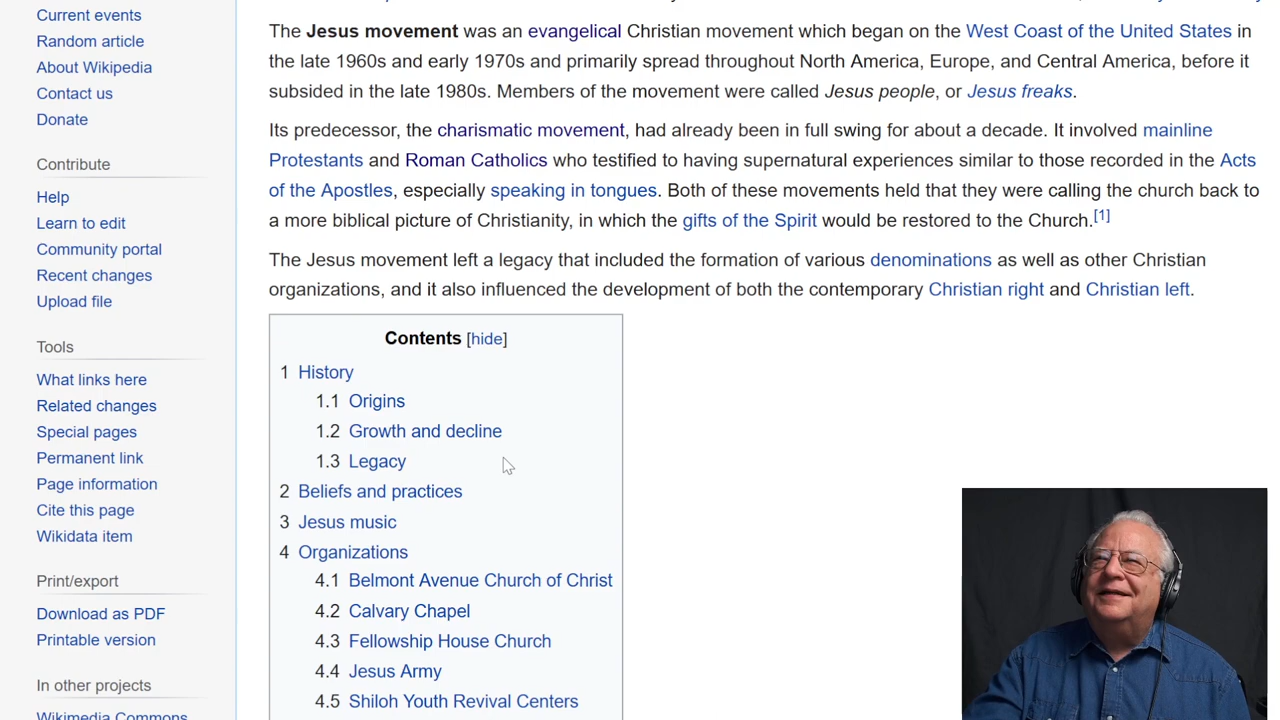 Current events
Random article
About Wikipedia
Contact us
Donate
Contribute
Help
Learn to edit
Community portal
Recent changes
Upload file
Tools
What links here
Related changes
Special pages
Permanent link
Page information
Cite this page
Wikidata item
Print/export
Download as PDF
Printable version
In other projects
Wikimedia Commons
The Jesus movement was an evangelical Christian movement which began on the West Coast of the United States in
the late 1960s and early 1970s and primarily spread throughout North America, Europe, and Central America, before it
subsided in the late 1980s. Members of the movement were called Jesus people, or Jesus freaks.
Its predecessor, the charismatic movement, had already been in full swing for about a decade. It involved mainline
Protestants and Roman Catholics who testified to having supernatural experiences similar to those recorded in the Acts
of the Apostles, especially speaking in tongues. Both of these movements held that they were calling the church back to
a more biblical picture of Christianity, in which the gifts of the Spirit would be restored to the Church.[1]
The Jesus movement left a legacy that included the formation of various denominations as well as other Christian
organizations, and it also influenced the development of both the contemporary Christian right and Christian left.
Contents [hide]
1 History
1.1 Origins
1.2 Growth and decline
1.3 Legacy
2 Beliefs and practices
3 Jesus music
4 Organizations
4.1 Belmont Avenue Church of Christ
4.2 Calvary Chapel
4.3 Fellowship House Church
4.4 Jesus Army
4.5 Shiloh Youth Revival Centers